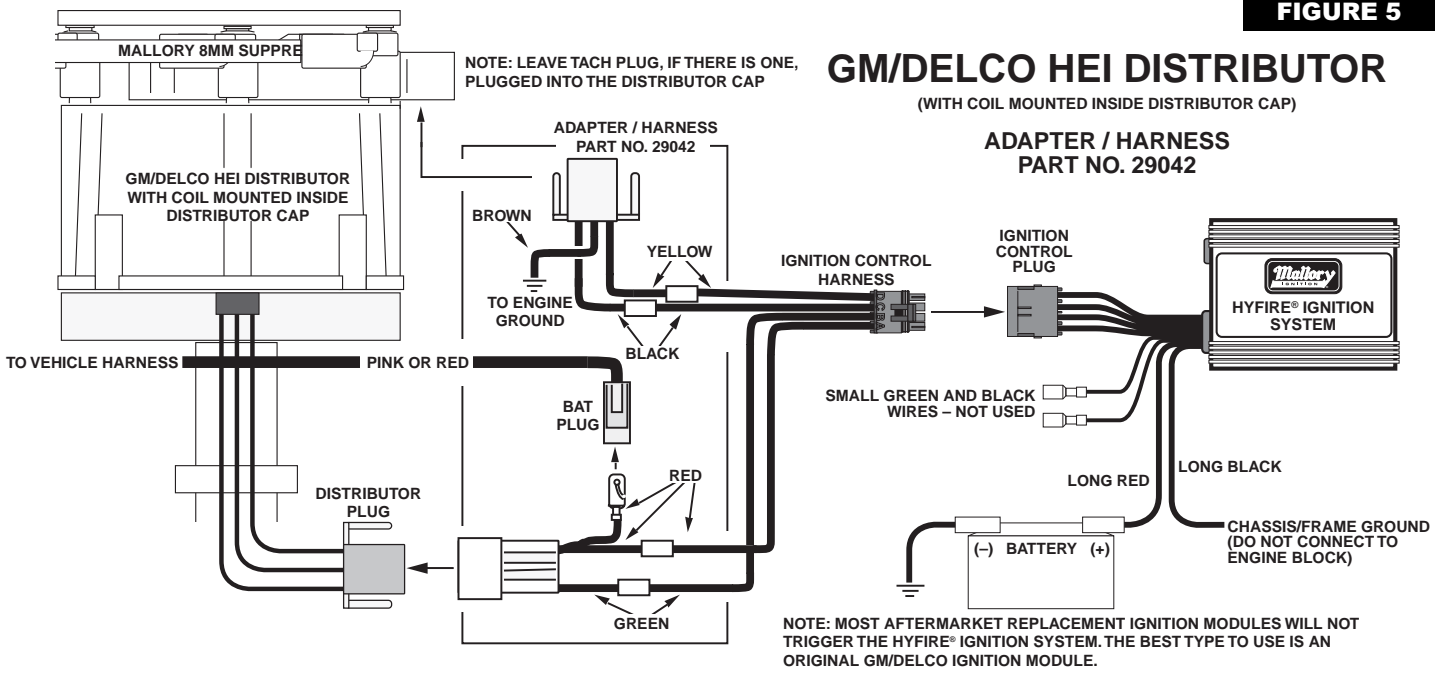 FIGURE 5
MALLORY 8MM SUPPRE
NOTE: LEAVE TACH PLUG, IF THERE IS ONE,
PLUGGED INTO THE DISTRIBUTOR CAP
GM/DELCO HEI DISTRIBUTOR
(WITH COIL MOUNTED INSIDE DISTRIBUTOR CAP)
ADAPTER / HARNESS
PART NO. 29042
ADAPTER / HARNESS
PART NO. 29042
GM/DELCO HEI DISTRIBUTOR
WITH COIL MOUNTED INSIDE
DISTRIBUTOR CAP
BROWN
YELLOW
TO ENGINE
GROUND
BLACK
IGNITION CONTROL
HARNESS
D C B A
IGNITION
CONTROL
PLUG
Mallory
Ignition
HYFIRE® IGNITION
SYSTEM
TO VEHICLE HARNESS
PINK OR RED
BAT
PLUG
SMALL GREEN AND BLACK
WIRES – NOT USED
RED
LONG RED
LONG BLACK
DISTRIBUTOR
PLUG
GREEN
(–) BATTERY (+)
CHASSIS/FRAME GROUND
(DO NOT CONNECT TO
ENGINE BLOCK)
NOTE: MOST AFTERMARKET REPLACEMENT IGNITION MODULES WILL NOT
TRIGGER THE HYFIRE® IGNITION SYSTEM. THE BEST TYPE TO USE IS AN
ORIGINAL GM/DELCO IGNITION MODULE.